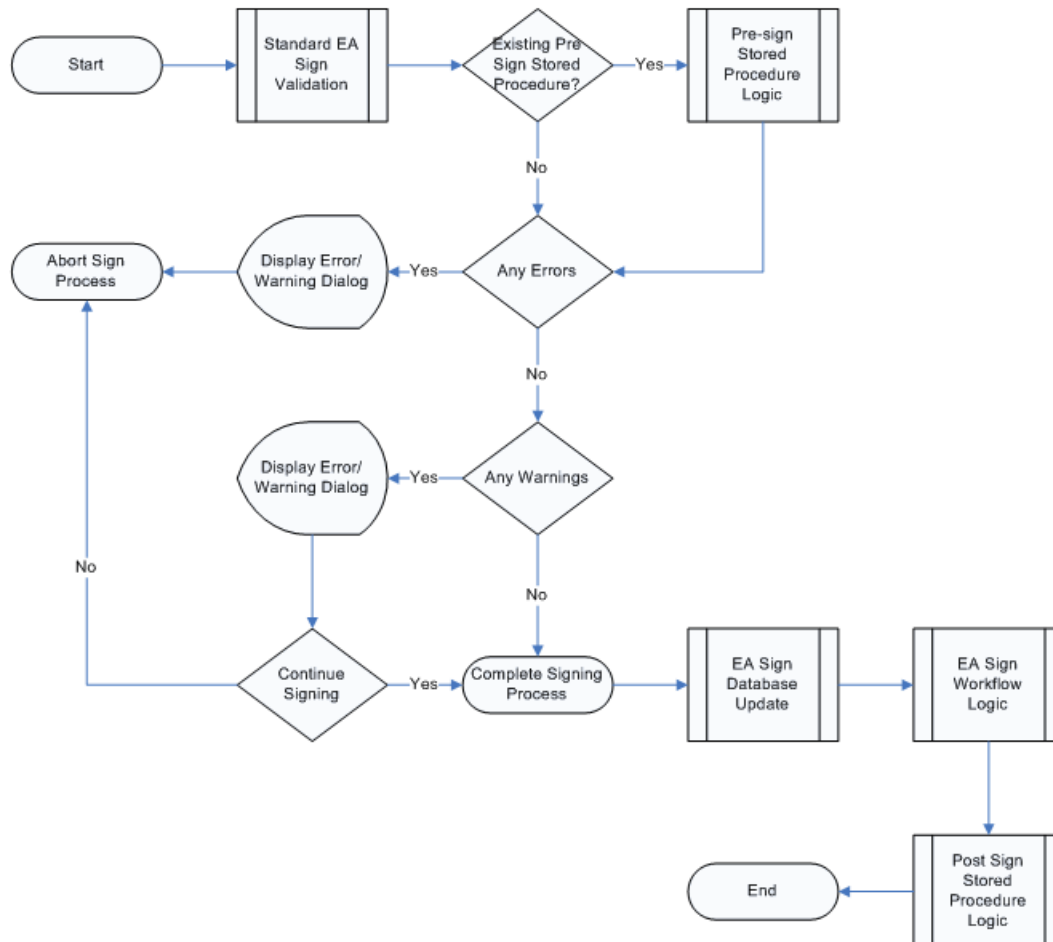 Start
Standard EA
Sign
Validation
Existing Pre
Sign Stored
Procedure?
Yes
Pre-sign
Stored
Procedure
Logic
No
Abort Sign
Process
Display Error/
Warning Dialog
Yes
Any Errors
No
Display Error/
Warning Dialog
Yes
Any Warnings
No
No
Continue
Signing
Yes
Complete Signing
Process
EA Sign
Database
Update
EA Sign
Workflow
Logic
End
Post Sign
Stored
Procedure
Logic